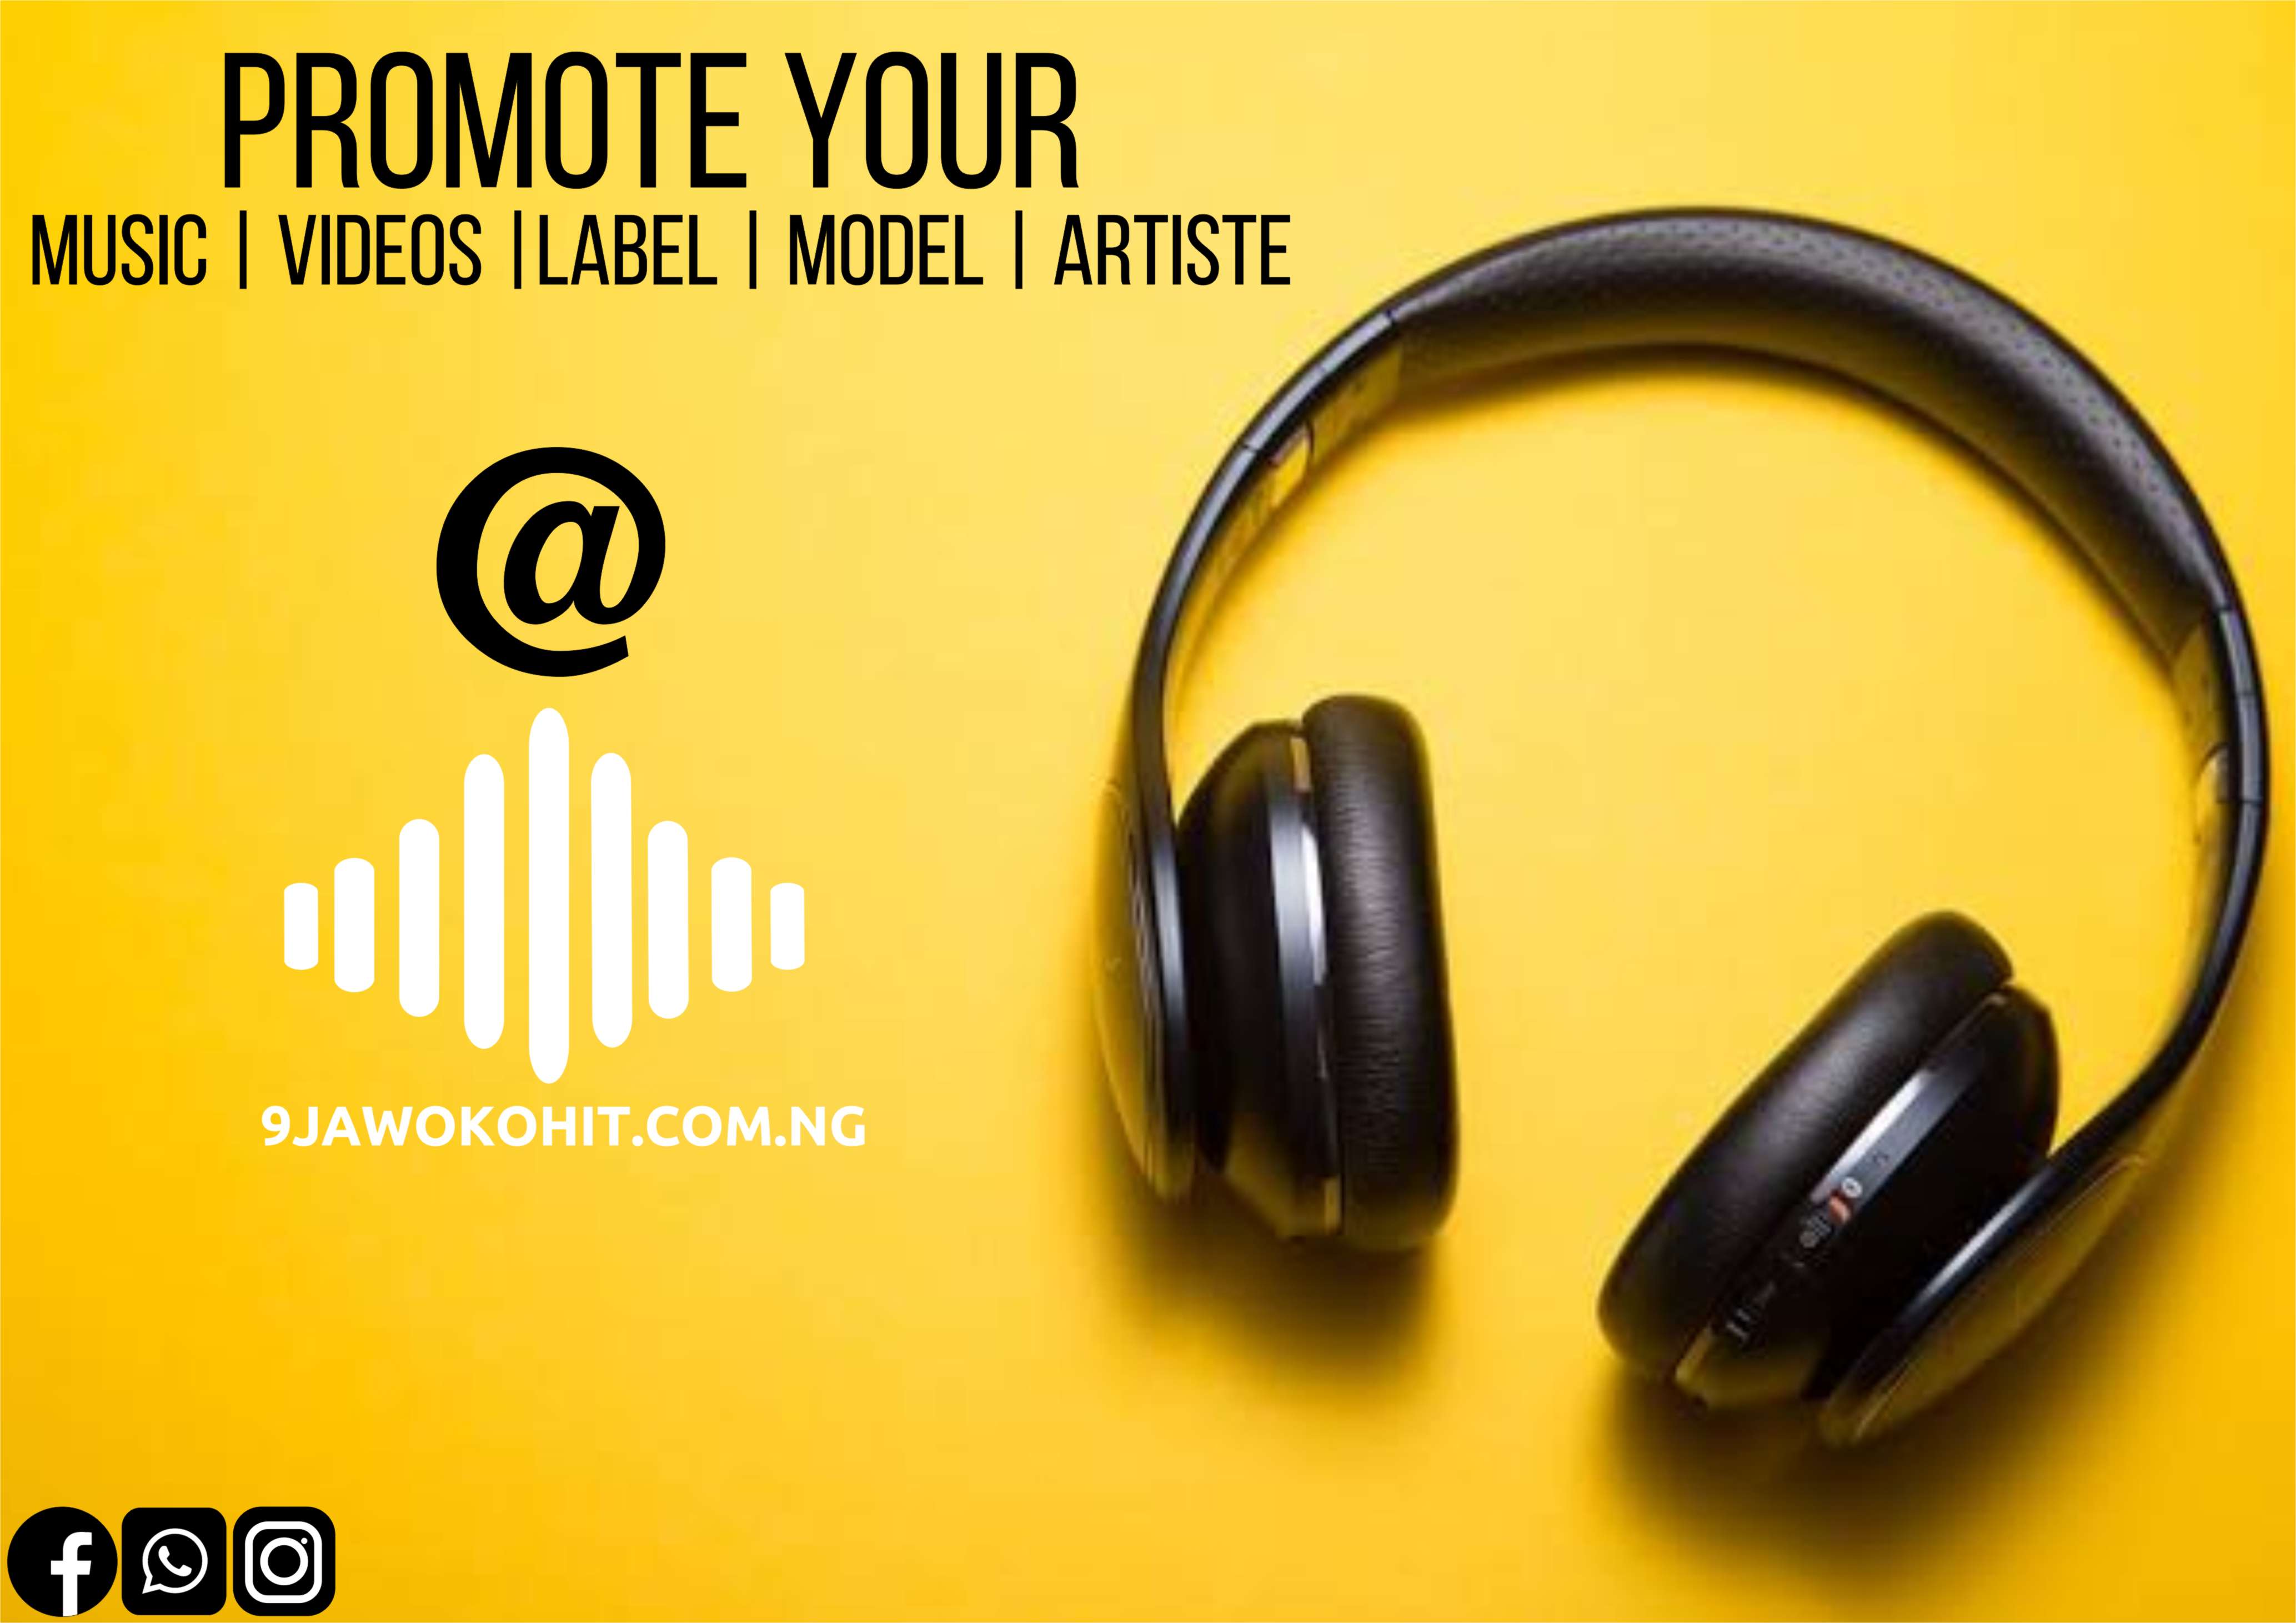 PROMOTE YOUR
MUSIC | VIDEOS |LABEL | MODEL | ARTISTE
@
9JAWOKOHIT.COM.NG